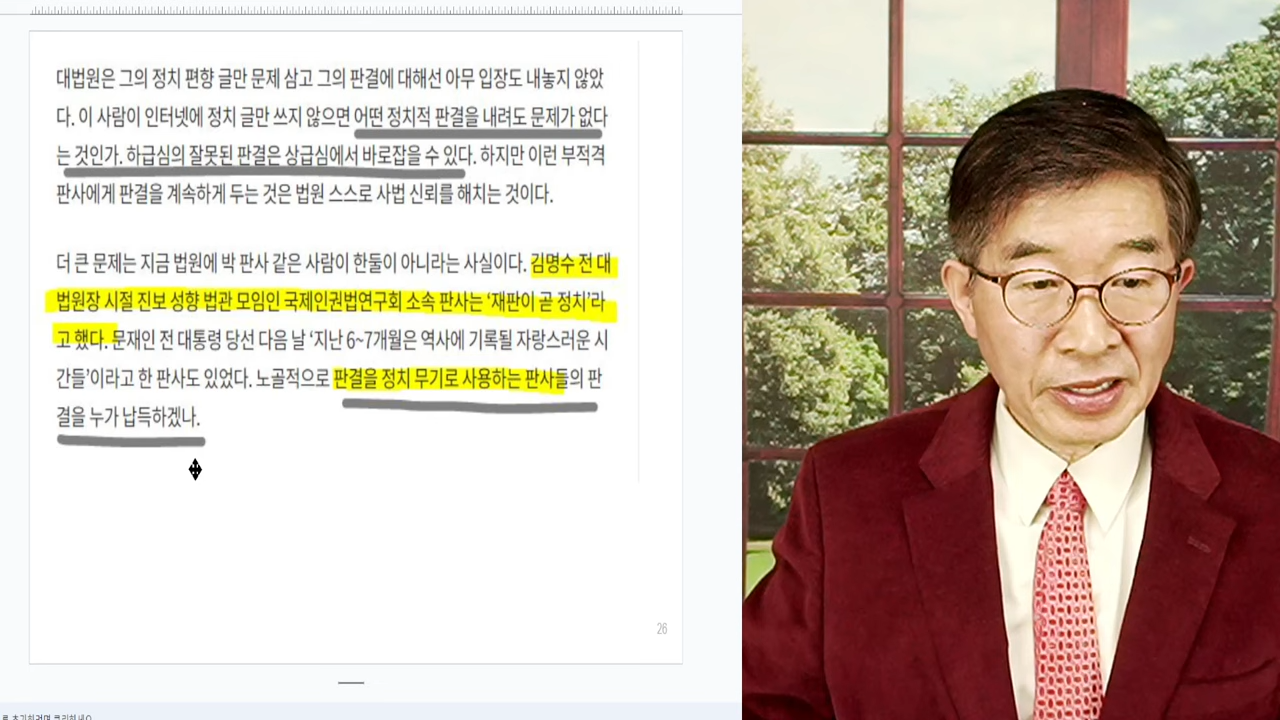 대법원은 그의 정치 편향 글만 문제 삼고 그의 판결에 대해선 아무 입장도 내놓지 않았
다. 이 사람이 인터넷에 정치 글만 쓰지 않으면 어떤 정치적 판결을 내려도 문제가 없다
는 것인가. 하급심의 잘못된 판결은 상급심에서 바로잡을 수 있다. 하지만 이런 부적격
판사에게 판결을 계속하게 두는 것은 법원 스스로 사법 신뢰를 해치는 것이다.
더 큰 문제는 지금 법원에 박 판사 같은 사람이 한둘이 아니라는 사실이다. 김명수 전 대
법원장 시절 진보 성향 법관 모임인 국제인권법연구회 소속 판사는 ‘재판이 곧 정치’라
고 했다. 문재인 전 대통령 당선 다음 날 ‘지난 6~7개월은 역사에 기록될 자랑스러운 시
간들’이라고 한 판사도 있었다. 노골적으로 판결을 정치 무기로 사용하는 판사들의 판
결을 누가 납득하겠나.
26